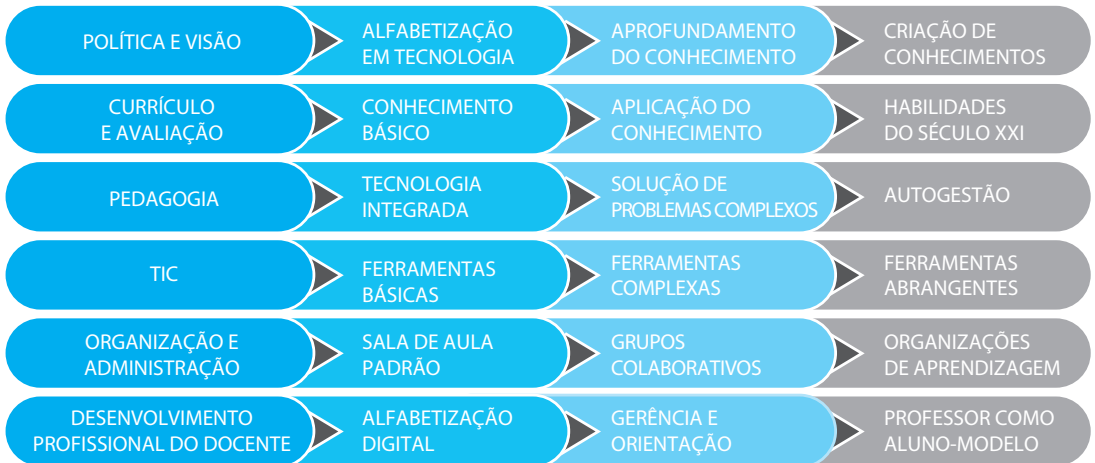 POLÍTICA E VISÃO
ALFABETIZAÇÃO
EM TECNOLOGIA
APROFUNDAMENTO
DO CONHECIMENTO
CRIAÇÃO DE
CONHECIMENTOS
CURRÍCULO
E AVALIAÇÃO
CONHECIMENTO
BÁSICO
APLICAÇÃO DO
CONHECIMENTO
HABILIDADES
DO SÉCULO XXI
PEDAGOGIA
TECNOLOGIA
INTEGRADA
SOLUÇÃO DE
PROBLEMAS COMPLEXOS
AUTOGESTÃO
TIC
FERRAMENTAS
BÁSICAS
FERRAMENTAS
COMPLEXAS
FERRAMENTAS
ABRANGENTES
ORGANIZAÇÃO E
ADMINISTRAÇÃO
SALA DE AULA
PADRÃO
GRUPOS
COLABORATIVOS
ORGANIZAÇÕES
DE APRENDIZAGEM
DESENVOLVIMENTO
PROFISSIONAL DO DOCENTE
ALFABETIZAÇÃO
DIGITAL
GERÊNCIA E
ORIENTAÇÃO
PROFESSOR COMO
ALUNO-MODELO